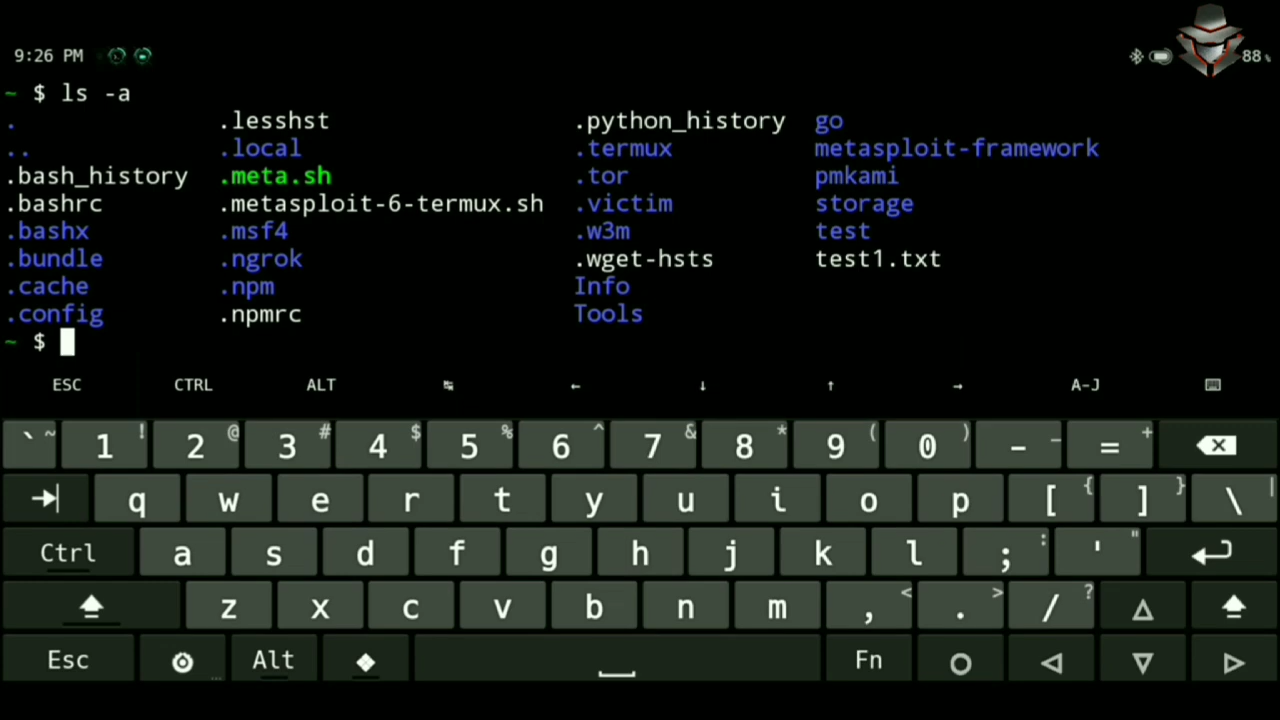 9:26 PM 88%
~ $ ls -a
. .lesshst .python_history go
.. .local .termux metasploit-framework
.bash_history .meta.sh .tor pmkami
.bashrc .metasploit-6-termux.sh .victim storage
.bashx .msf4 .w3m test
.bundle .ngrok .wget-hsts test1.txt
.cache .npm Info
.config .npmrc Tools
~ $
ESC CTRL ALT ↹ ← ↓ ↑ → A-J ⌨
` ~ 1 ! 2 @ 3 # 4 $ 5 % 6 ^ 7 & 8 * 9 ( 0 ) - _ = +
q w e r t y u i o p [ { ] } \ |
Ctrl a s d f g h j k l ; : ' "
z x c v b n m , < . > / ?
Esc Alt Fn